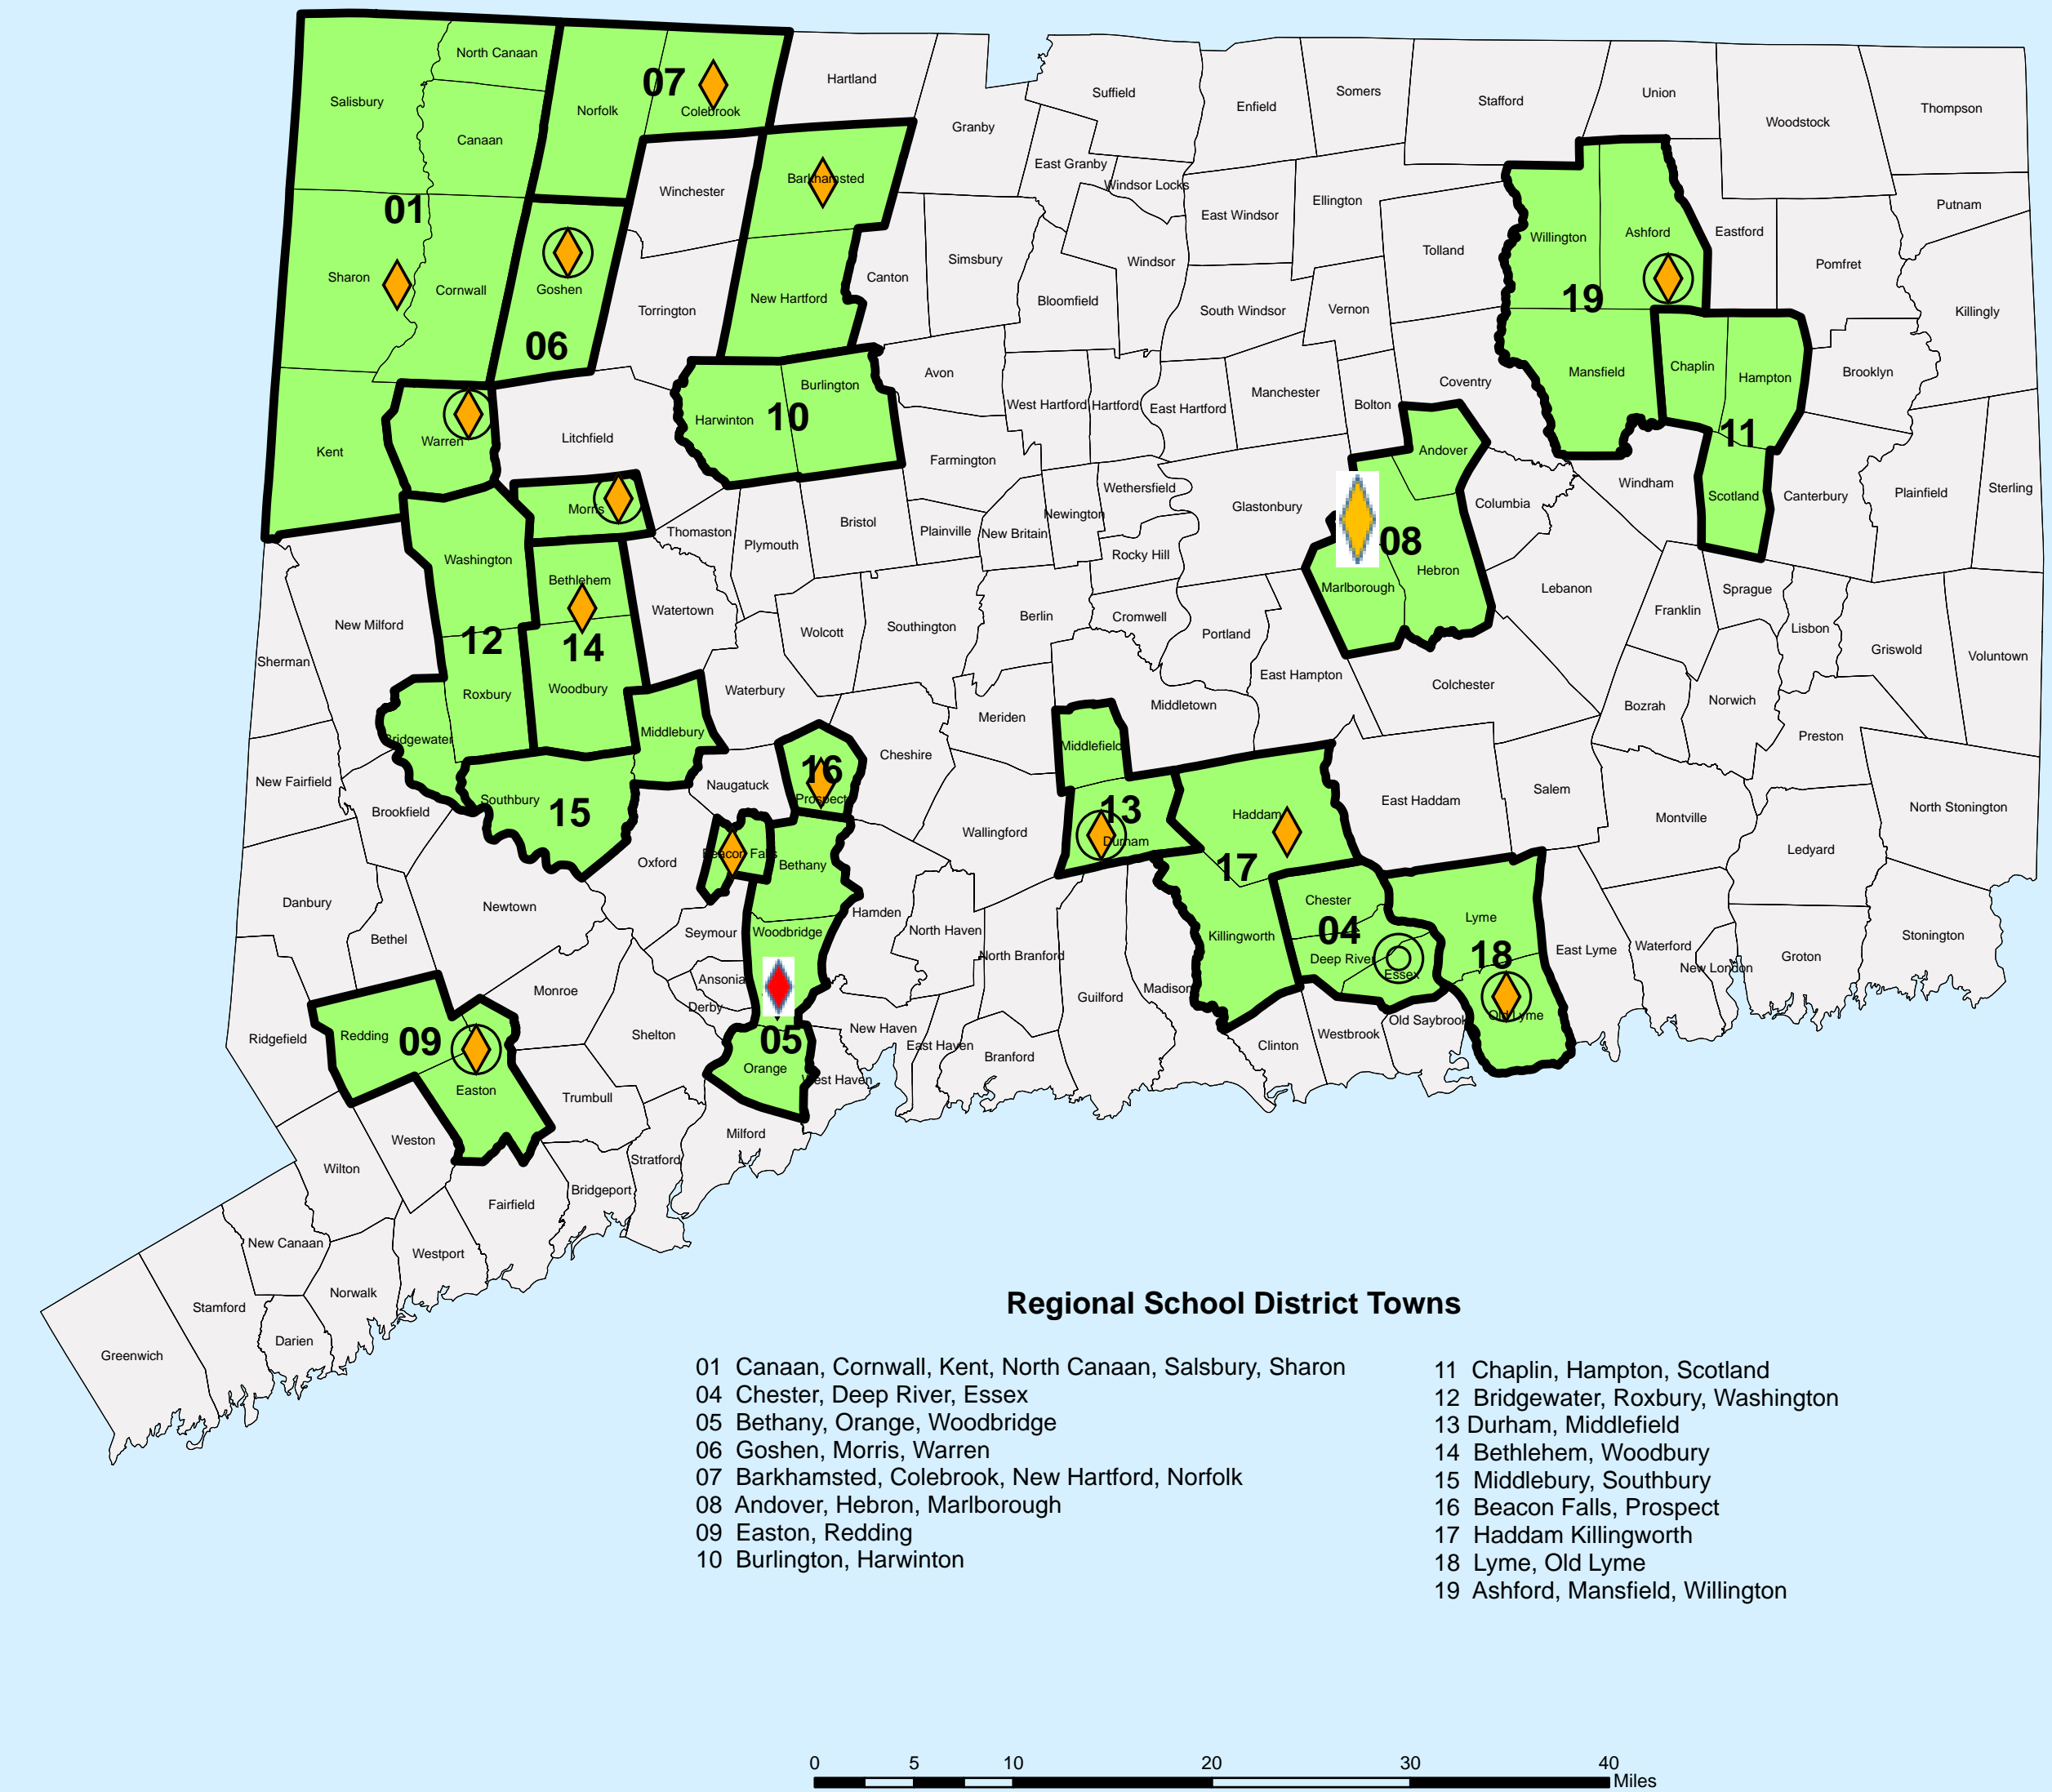 North Canaan
Salisbury
Canaan
07
Norfolk
Colebrook
Hartland
Suffield
Enfield
Somers
Stafford
Union
Woodstock
Thompson
Granby
East Granby
Windsor Locks
Barkhamsted
Winchester
01
Sharon
Cornwall
Goshen
06
Torrington
New Hartford
Canton
Simsbury
Bloomfield
Windsor
East Windsor
Ellington
South Windsor
Vernon
Tolland
Willington
Ashford
19
Eastford
Putnam
Pomfret
Killingly
Kent
Warren
Litchfield
Harwinton
10
Burlington
Avon
West Hartford
Hartford
East Hartford
Manchester
Bolton
Coventry
Mansfield
Chaplin
Hampton
11
Brooklyn
Morris
Thomaston
Plymouth
Bristol
Farmington
Plainville
New Britain
Newington
Wethersfield
Rocky Hill
Glastonbury
Andover
08
Hebron
Marlborough
Columbia
Windham
Scotland
Canterbury
Plainfield
Sterling
Washington
Bethlehem
Watertown
New Milford
12
14
Sherman
Roxbury
Woodbury
Bridgewater
Wolcott
Southington
Berlin
Cromwell
Portland
East Hampton
Lebanon
Colchester
Franklin
Sprague
Lisbon
Griswold
Voluntown
Bozrah
Norwich
Preston
Waterbury
Middlebury
Meriden
Middletown
Middlefield
New Fairfield
Brookfield
Southbury
15
Naugatuck
16
Prospect
Cheshire
Wallingford
13
Durham
Haddam
17
East Haddam
Salem
Montville
North Stonington
Ledyard
Oxford
Beacon Falls
Bethany
Danbury
Bethel
Newtown
Seymour
Woodbridge
Hamden
North Haven
North Branford
Killingworth
Chester
04
Deep River
Essex
Lyme
18
Old Lyme
East Lyme
Waterford
New London
Groton
Stonington
Monroe
Ansonia
Derby
Guilford
Madison
Ridgefield
Redding
09
Easton
Shelton
05
Orange
New Haven
East Haven
West Haven
Branford
Clinton
Westbrook
Old Saybrook
Trumbull
Weston
Wilton
Milford
Stratford
Bridgeport
Fairfield
New Canaan
Westport
Norwalk
Stamford
Darien
Greenwich
Regional School District Towns
01 Canaan, Cornwall, Kent, North Canaan, Salsbury, Sharon
04 Chester, Deep River, Essex
05 Bethany, Orange, Woodbridge
06 Goshen, Morris, Warren
07 Barkhamsted, Colebrook, New Hartford, Norfolk
08 Andover, Hebron, Marlborough
09 Easton, Redding
10 Burlington, Harwinton
11 Chaplin, Hampton, Scotland
12 Bridgewater, Roxbury, Washington
13 Durham, Middlefield
14 Bethlehem, Woodbury
15 Middlebury, Southbury
16 Beacon Falls, Prospect
17 Haddam Killingworth
18 Lyme, Old Lyme
19 Ashford, Mansfield, Willington
0 5 10 20 30 40
Miles